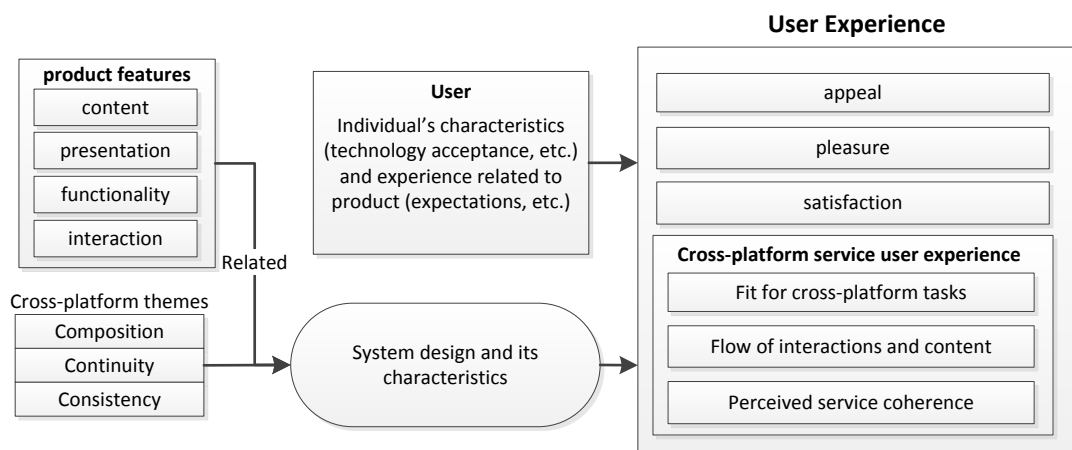 User Experience
product features
content
presentation
functionality
interaction
Related
Cross-platform themes
Composition
Continuity
Consistency
User
Individual's characteristics
(technology acceptance, etc.)
and experience related to
product (expectations, etc.)
System design and its
characteristics
appeal
pleasure
satisfaction
Cross-platform service user experience
Fit for cross-platform tasks
Flow of interactions and content
Perceived service coherence